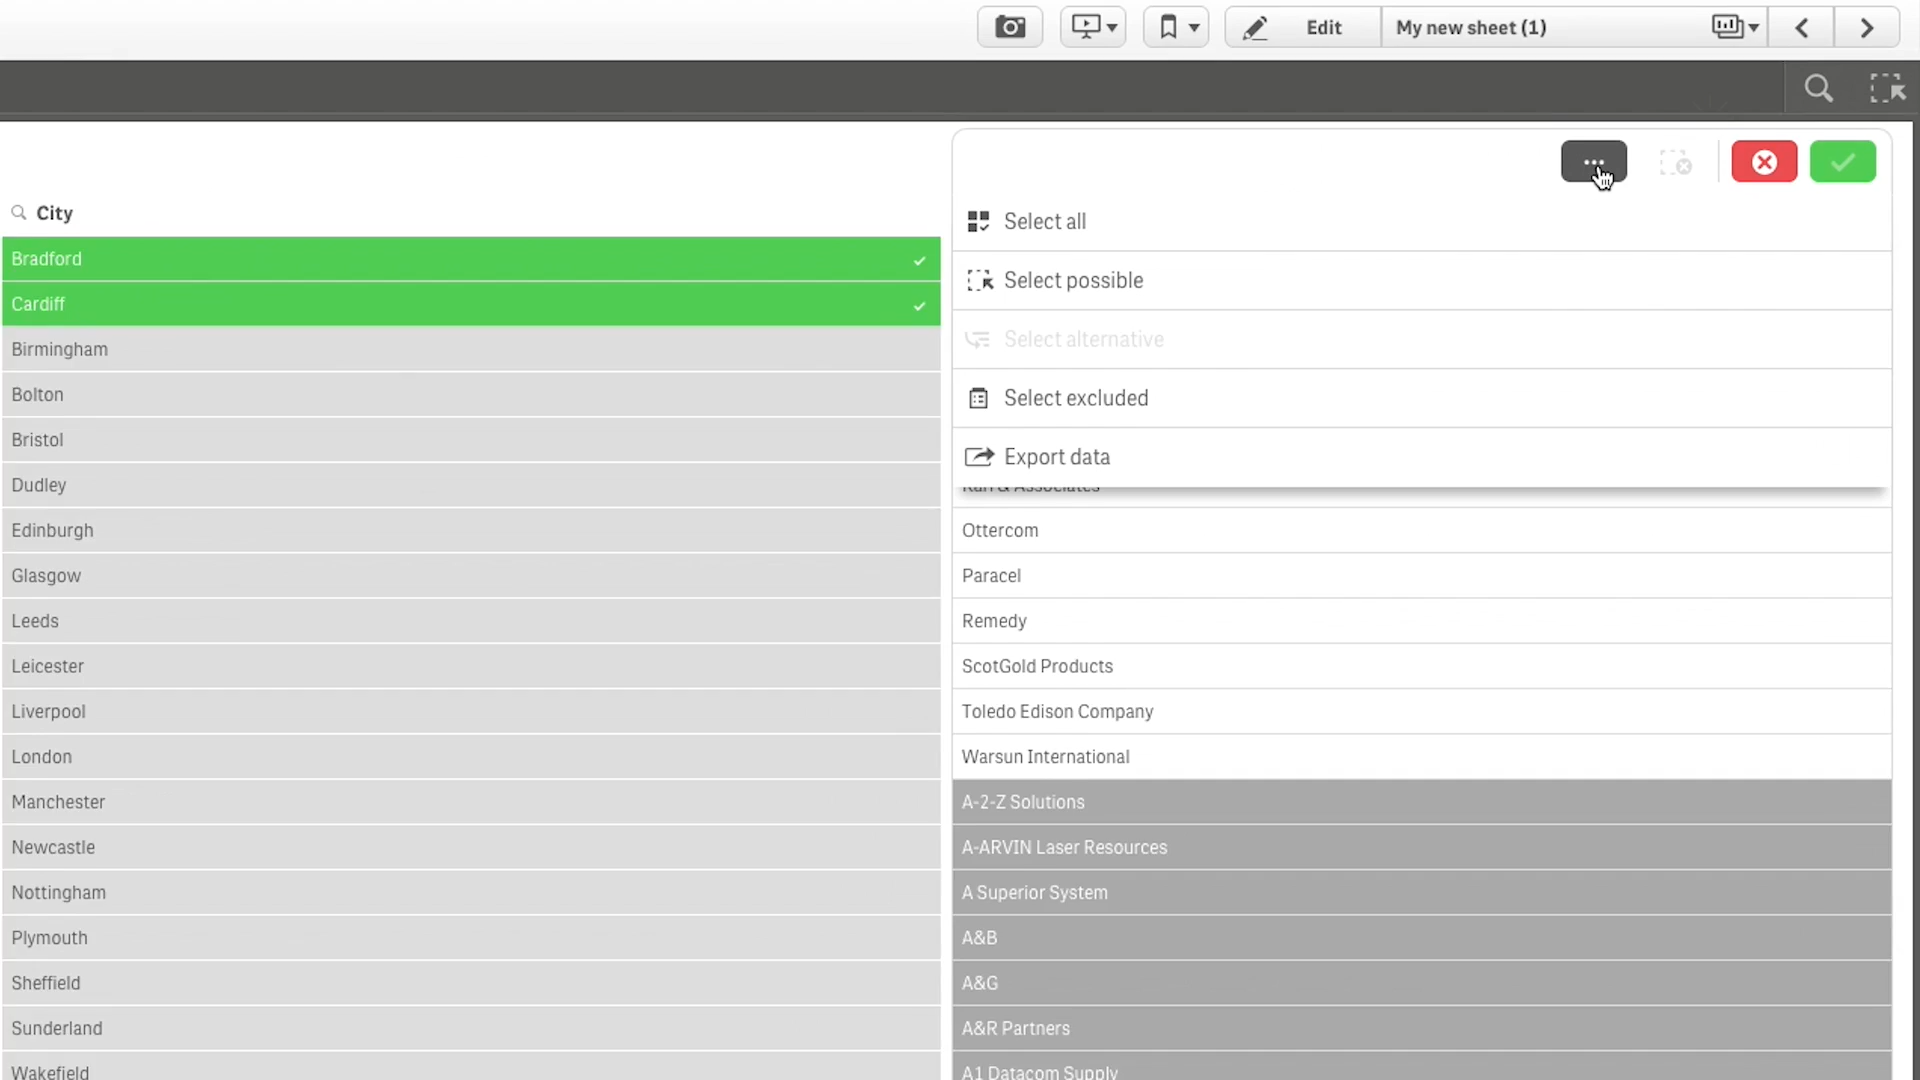 Edit
My new sheet (1)
City
Bradford
Cardiff
Birmingham
Bolton
Bristol
Dudley
Edinburgh
Glasgow
Leeds
Leicester
Liverpool
London
Manchester
Newcastle
Nottingham
Plymouth
Sheffield
Sunderland
Wakefield
Select all
Select possible
Select alternative
Select excluded
Export data
& Associates
Ottercom
Paracel
Remedy
ScotGold Products
Toledo Edison Company
Warsun International
A-2-Z Solutions
A-ARVIN Laser Resources
A Superior System
A&B
A&G
A&R Partners
A1 Datacom Supply